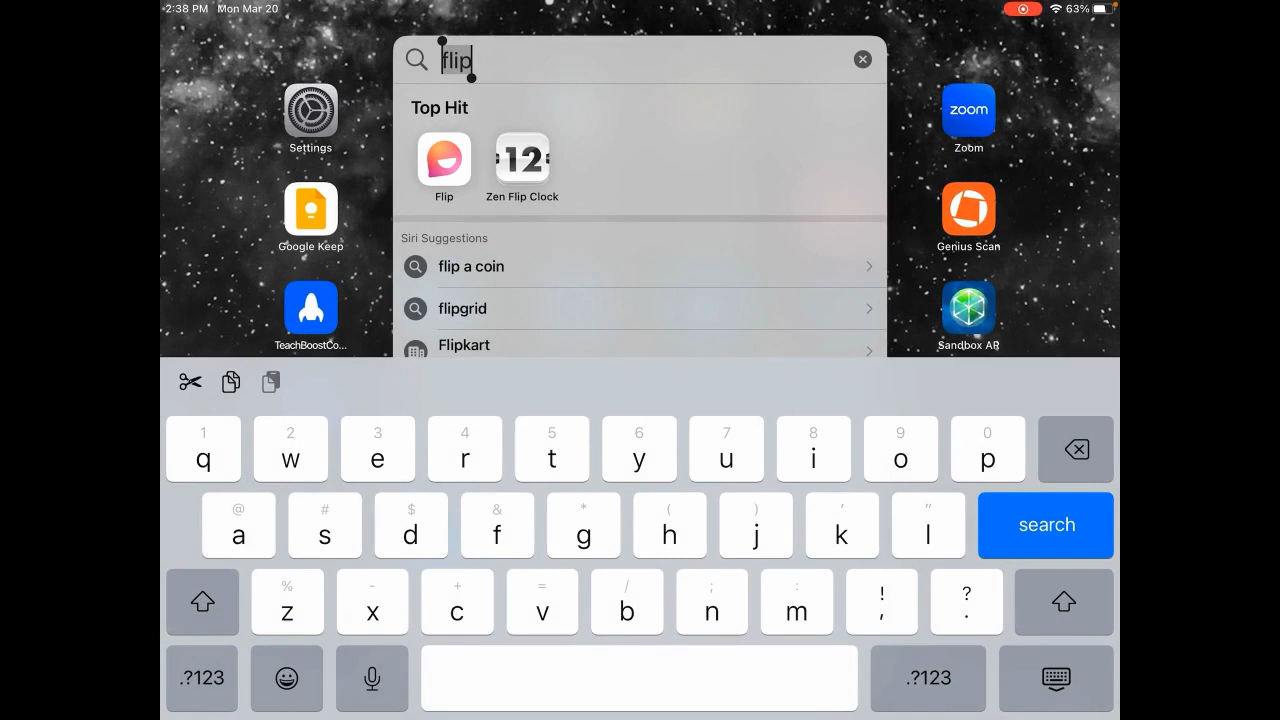 2:38 PM Mon Mar 20
63%
flip
Top Hit
12
Flip
Zen Flip Clock
Siri Suggestions
flip a coin
flipgrid
Flipkart
Settings
Google Keep
TeachBoostCo...
zoom
Zoom
Genius Scan
Sandbox AR
1 2 3 4 5 6 7 8 9 0
q w e r t y u i o p
@ # $ & * ( ) ' "
a s d f g h j k l search
% - + = / ; : ! ?
z x c v b n m , .
.?123 .?123